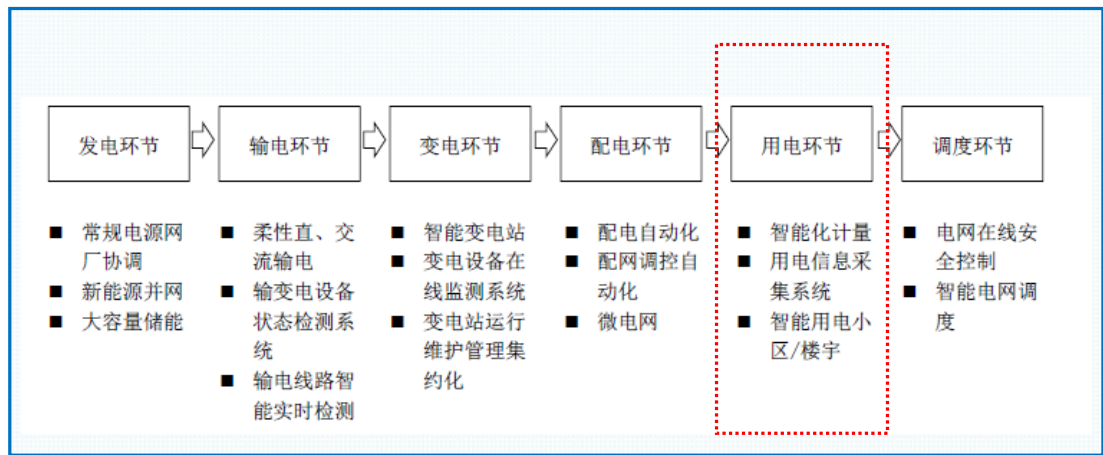 发电环节
输电环节
变电环节
配电环节
用电环节
调度环节
■ 常规电源网
厂协调
■ 新能源并网
■ 大容量储能
■ 柔性直、交
流输电
■ 输变电设备
状态检测系
统
■ 输电线路智
能实时检测
■ 智能变电站
■ 变电设备在
线监测系统
■ 变电站运行
维护管理集
约化
■ 配电自动化
■ 配网调控自
动化
■ 微电网
■ 智能化计量
■ 用电信息采
集系统
■ 智能用电小
区/楼宇
■ 电网在线安
全控制
■ 智能电网调
度